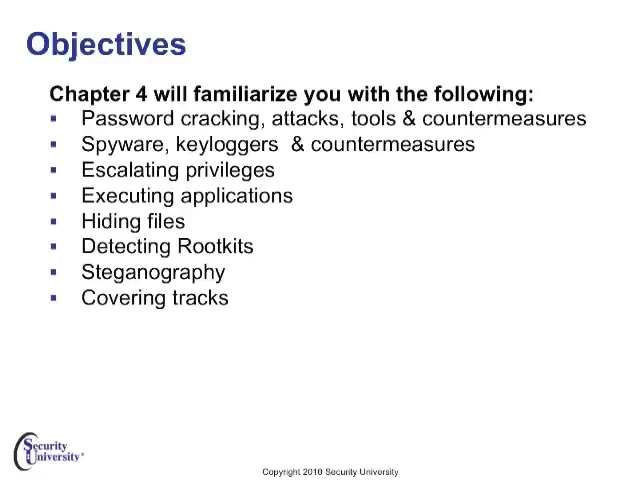 Objectives
Chapter 4 will familiarize you with the following:
▪ Password cracking, attacks, tools & countermeasures
▪ Spyware, keyloggers & countermeasures
▪ Escalating privileges
▪ Executing applications
▪ Hiding files
▪ Detecting Rootkits
▪ Steganography
▪ Covering tracks
Security
University
Copyright 2010 Security University